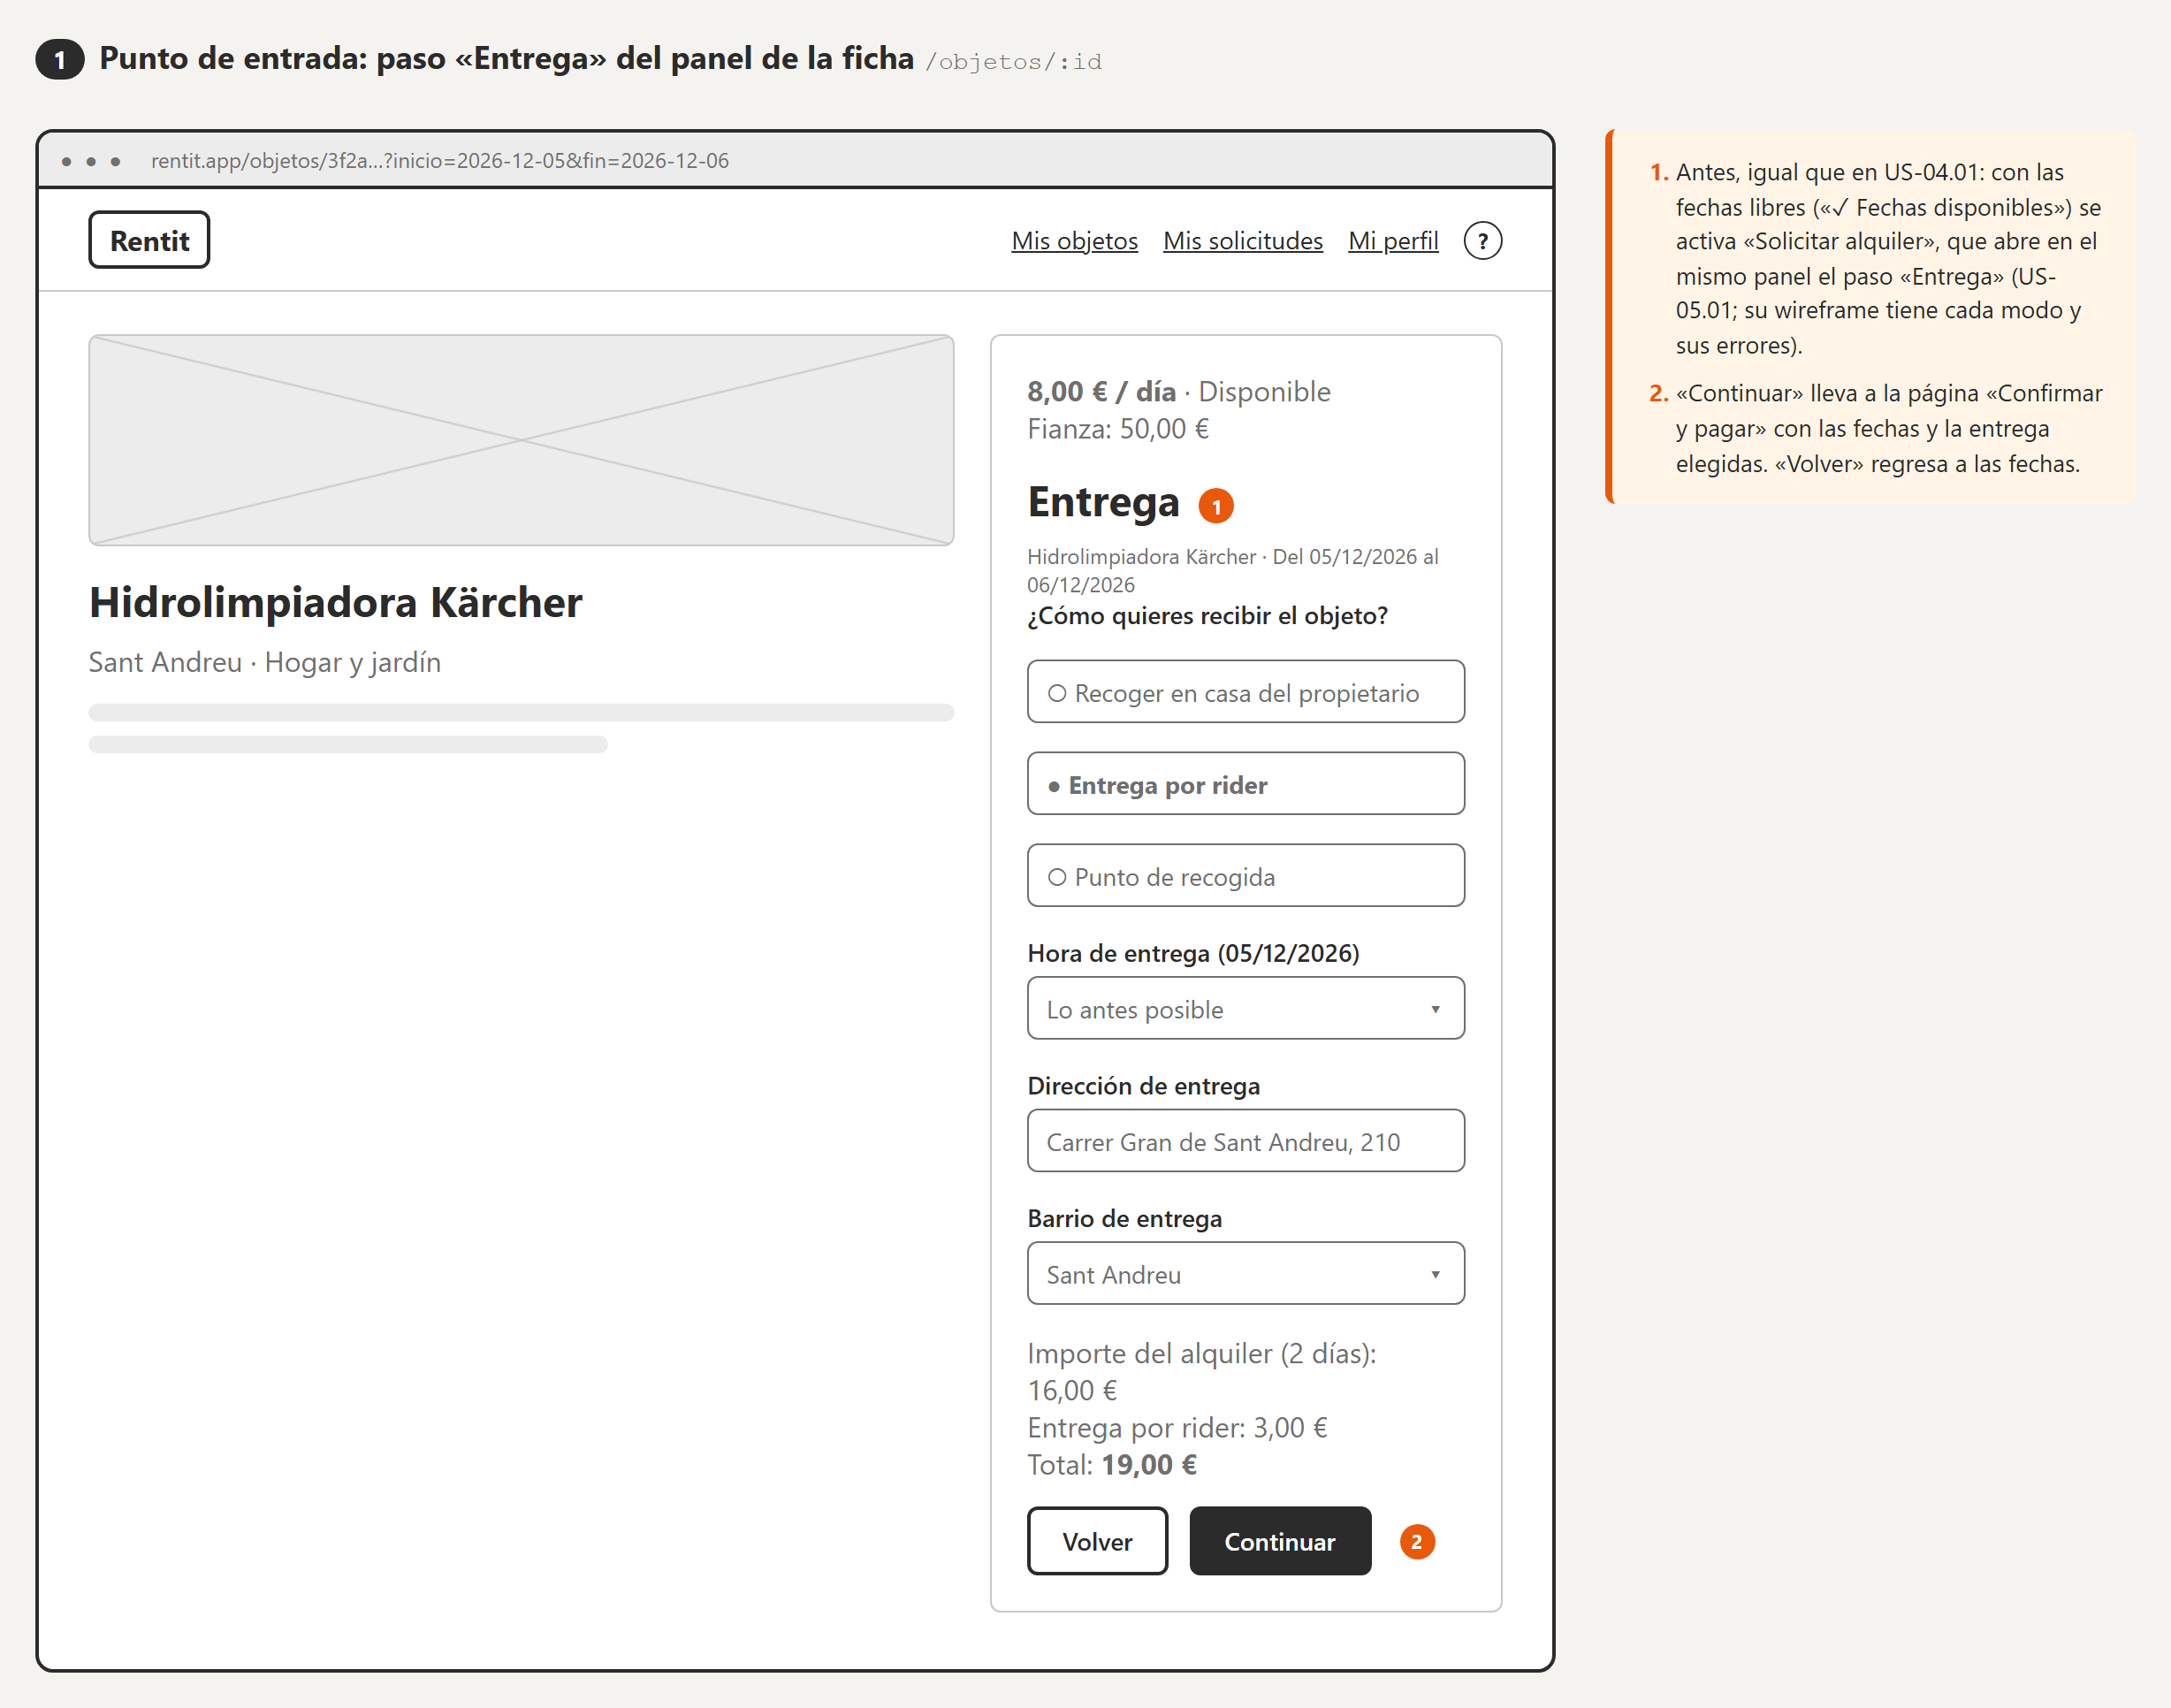 1 Punto de entrada: paso «Entrega» del panel de la ficha /objetos/:id
rentit.app/objetos/3f2a...?inicio=2026-12-05&fin=2026-12-06
Rentit
Mis objetos Mis solicitudes Mi perfil ?
Hidrolimpiadora Kärcher
Sant Andreu · Hogar y jardín
8,00 € / día · Disponible
Fianza: 50,00 €
Entrega 1
Hidrolimpiadora Kärcher · Del 05/12/2026 al
06/12/2026
¿Cómo quieres recibir el objeto?
○ Recoger en casa del propietario
● Entrega por rider
○ Punto de recogida
Hora de entrega (05/12/2026)
Lo antes posible ▾
Dirección de entrega
Carrer Gran de Sant Andreu, 210
Barrio de entrega
Sant Andreu ▾
Importe del alquiler (2 días):
16,00 €
Entrega por rider: 3,00 €
Total: 19,00 €
Volver Continuar 2
1. Antes, igual que en US-04.01: con las
fechas libres («✓ Fechas disponibles») se
activa «Solicitar alquiler», que abre en el
mismo panel el paso «Entrega» (US-
05.01; su wireframe tiene cada modo y
sus errores).
2. «Continuar» lleva a la página «Confirmar
y pagar» con las fechas y la entrega
elegidas. «Volver» regresa a las fechas.